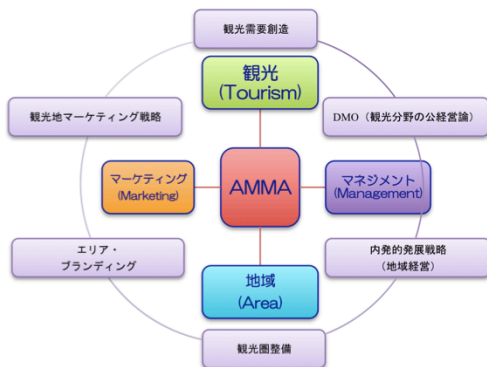 観光需要創造
観光
(Tourism)
観光地マーケティング戦略
DMO（観光分野の公経営論）
マーケティング
(Marketing)
AMMA
マネジメント
(Management)
エリア・
ブランディング
地域
(Area)
内発的発展戦略
（地域経営）
観光圏整備